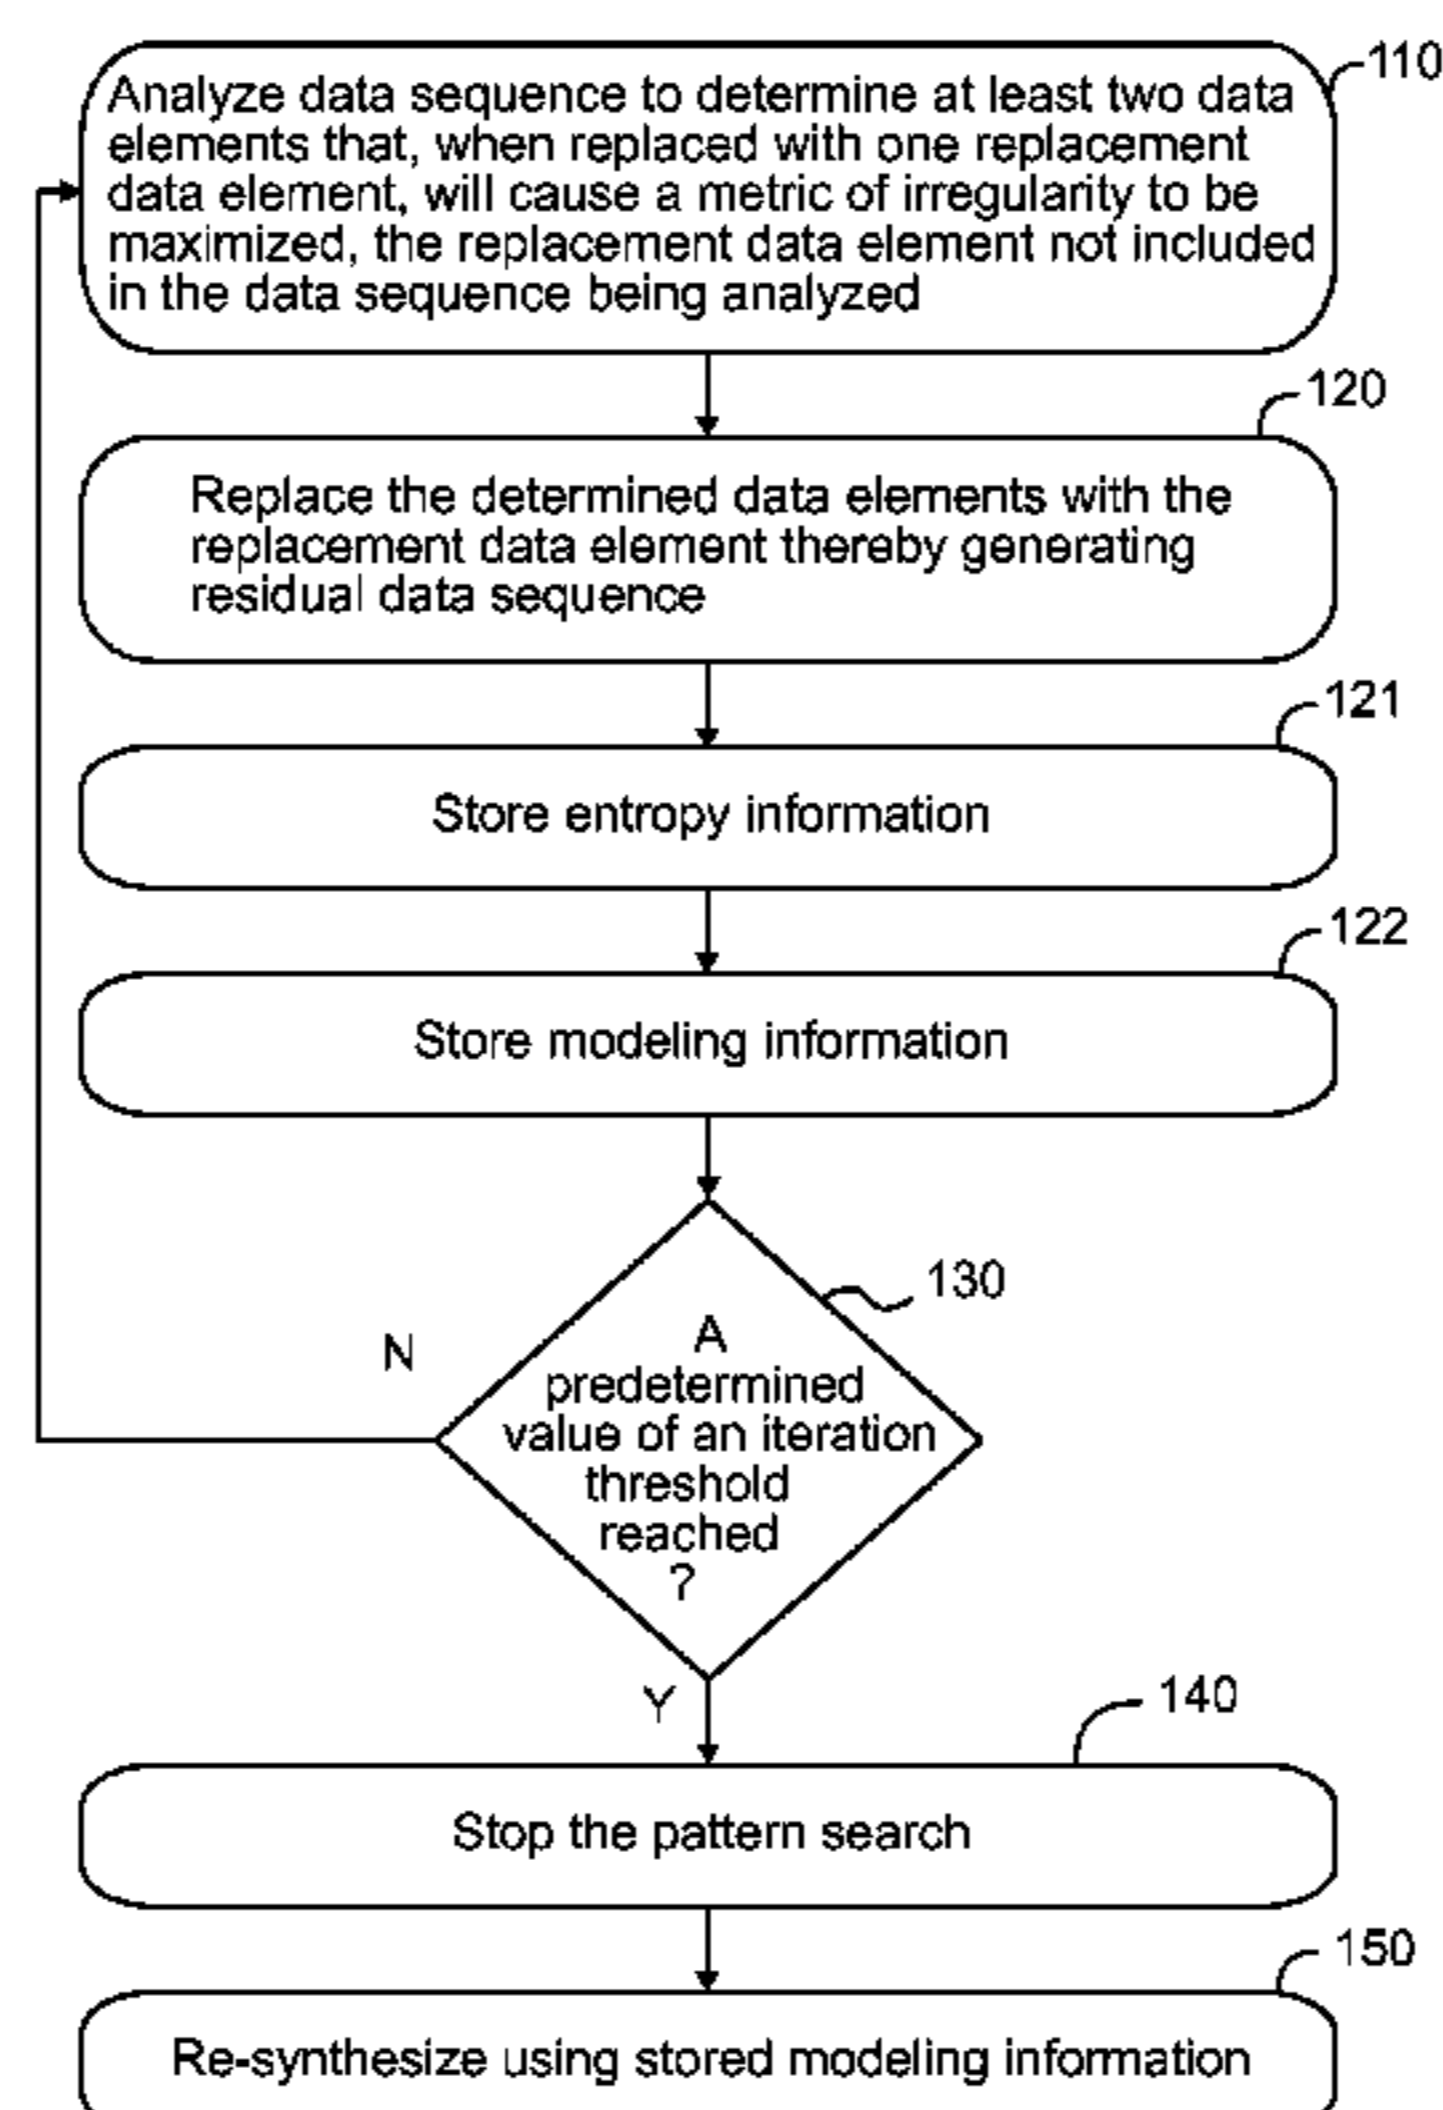 110
Analyze data sequence to determine at least two data
elements that, when replaced with one replacement
data element, will cause a metric of irregularity to be
maximized, the replacement data element not included
in the data sequence being analyzed
120
Replace the determined data elements with the
replacement data element thereby generating
residual data sequence
121
Store entropy information
122
Store modeling information
130
N
A
predetermined
value of an iteration
threshold
reached
?
Y
140
Stop the pattern search
150
Re-synthesize using stored modeling information